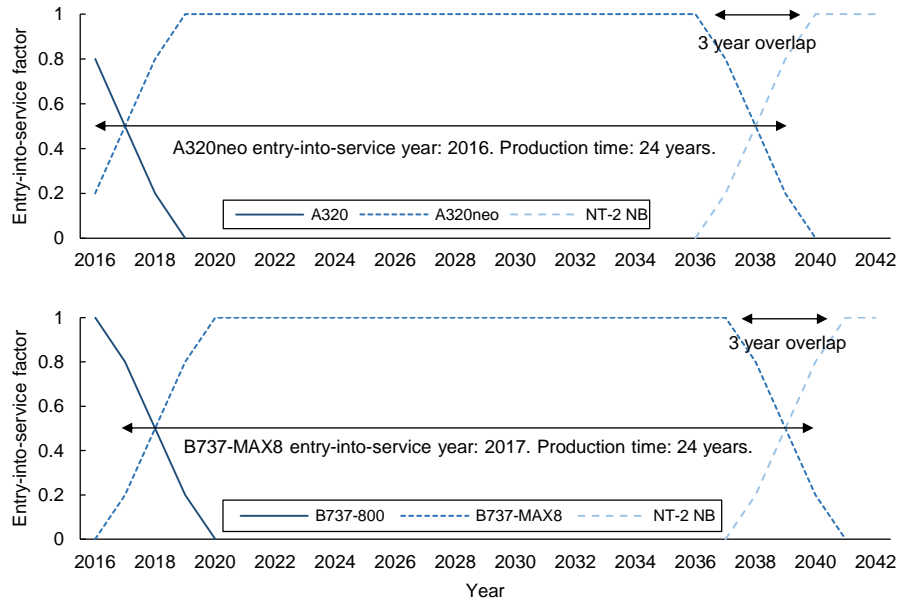 Entry-into-service factor
1
0.8
0.6
0.4
0.2
0
3 year overlap
A320neo entry-into-service year: 2016. Production time: 24 years.
A320 A320neo NT-2 NB
2016 2018 2020 2022 2024 2026 2028 2030 2032 2034 2036 2038 2040 2042
Entry-into-service factor
1
0.8
0.6
0.4
0.2
0
3 year overlap
B737-MAX8 entry-into-service year: 2017. Production time: 24 years.
B737-800 B737-MAX8 NT-2 NB
2016 2018 2020 2022 2024 2026 2028 2030 2032 2034 2036 2038 2040 2042
Year